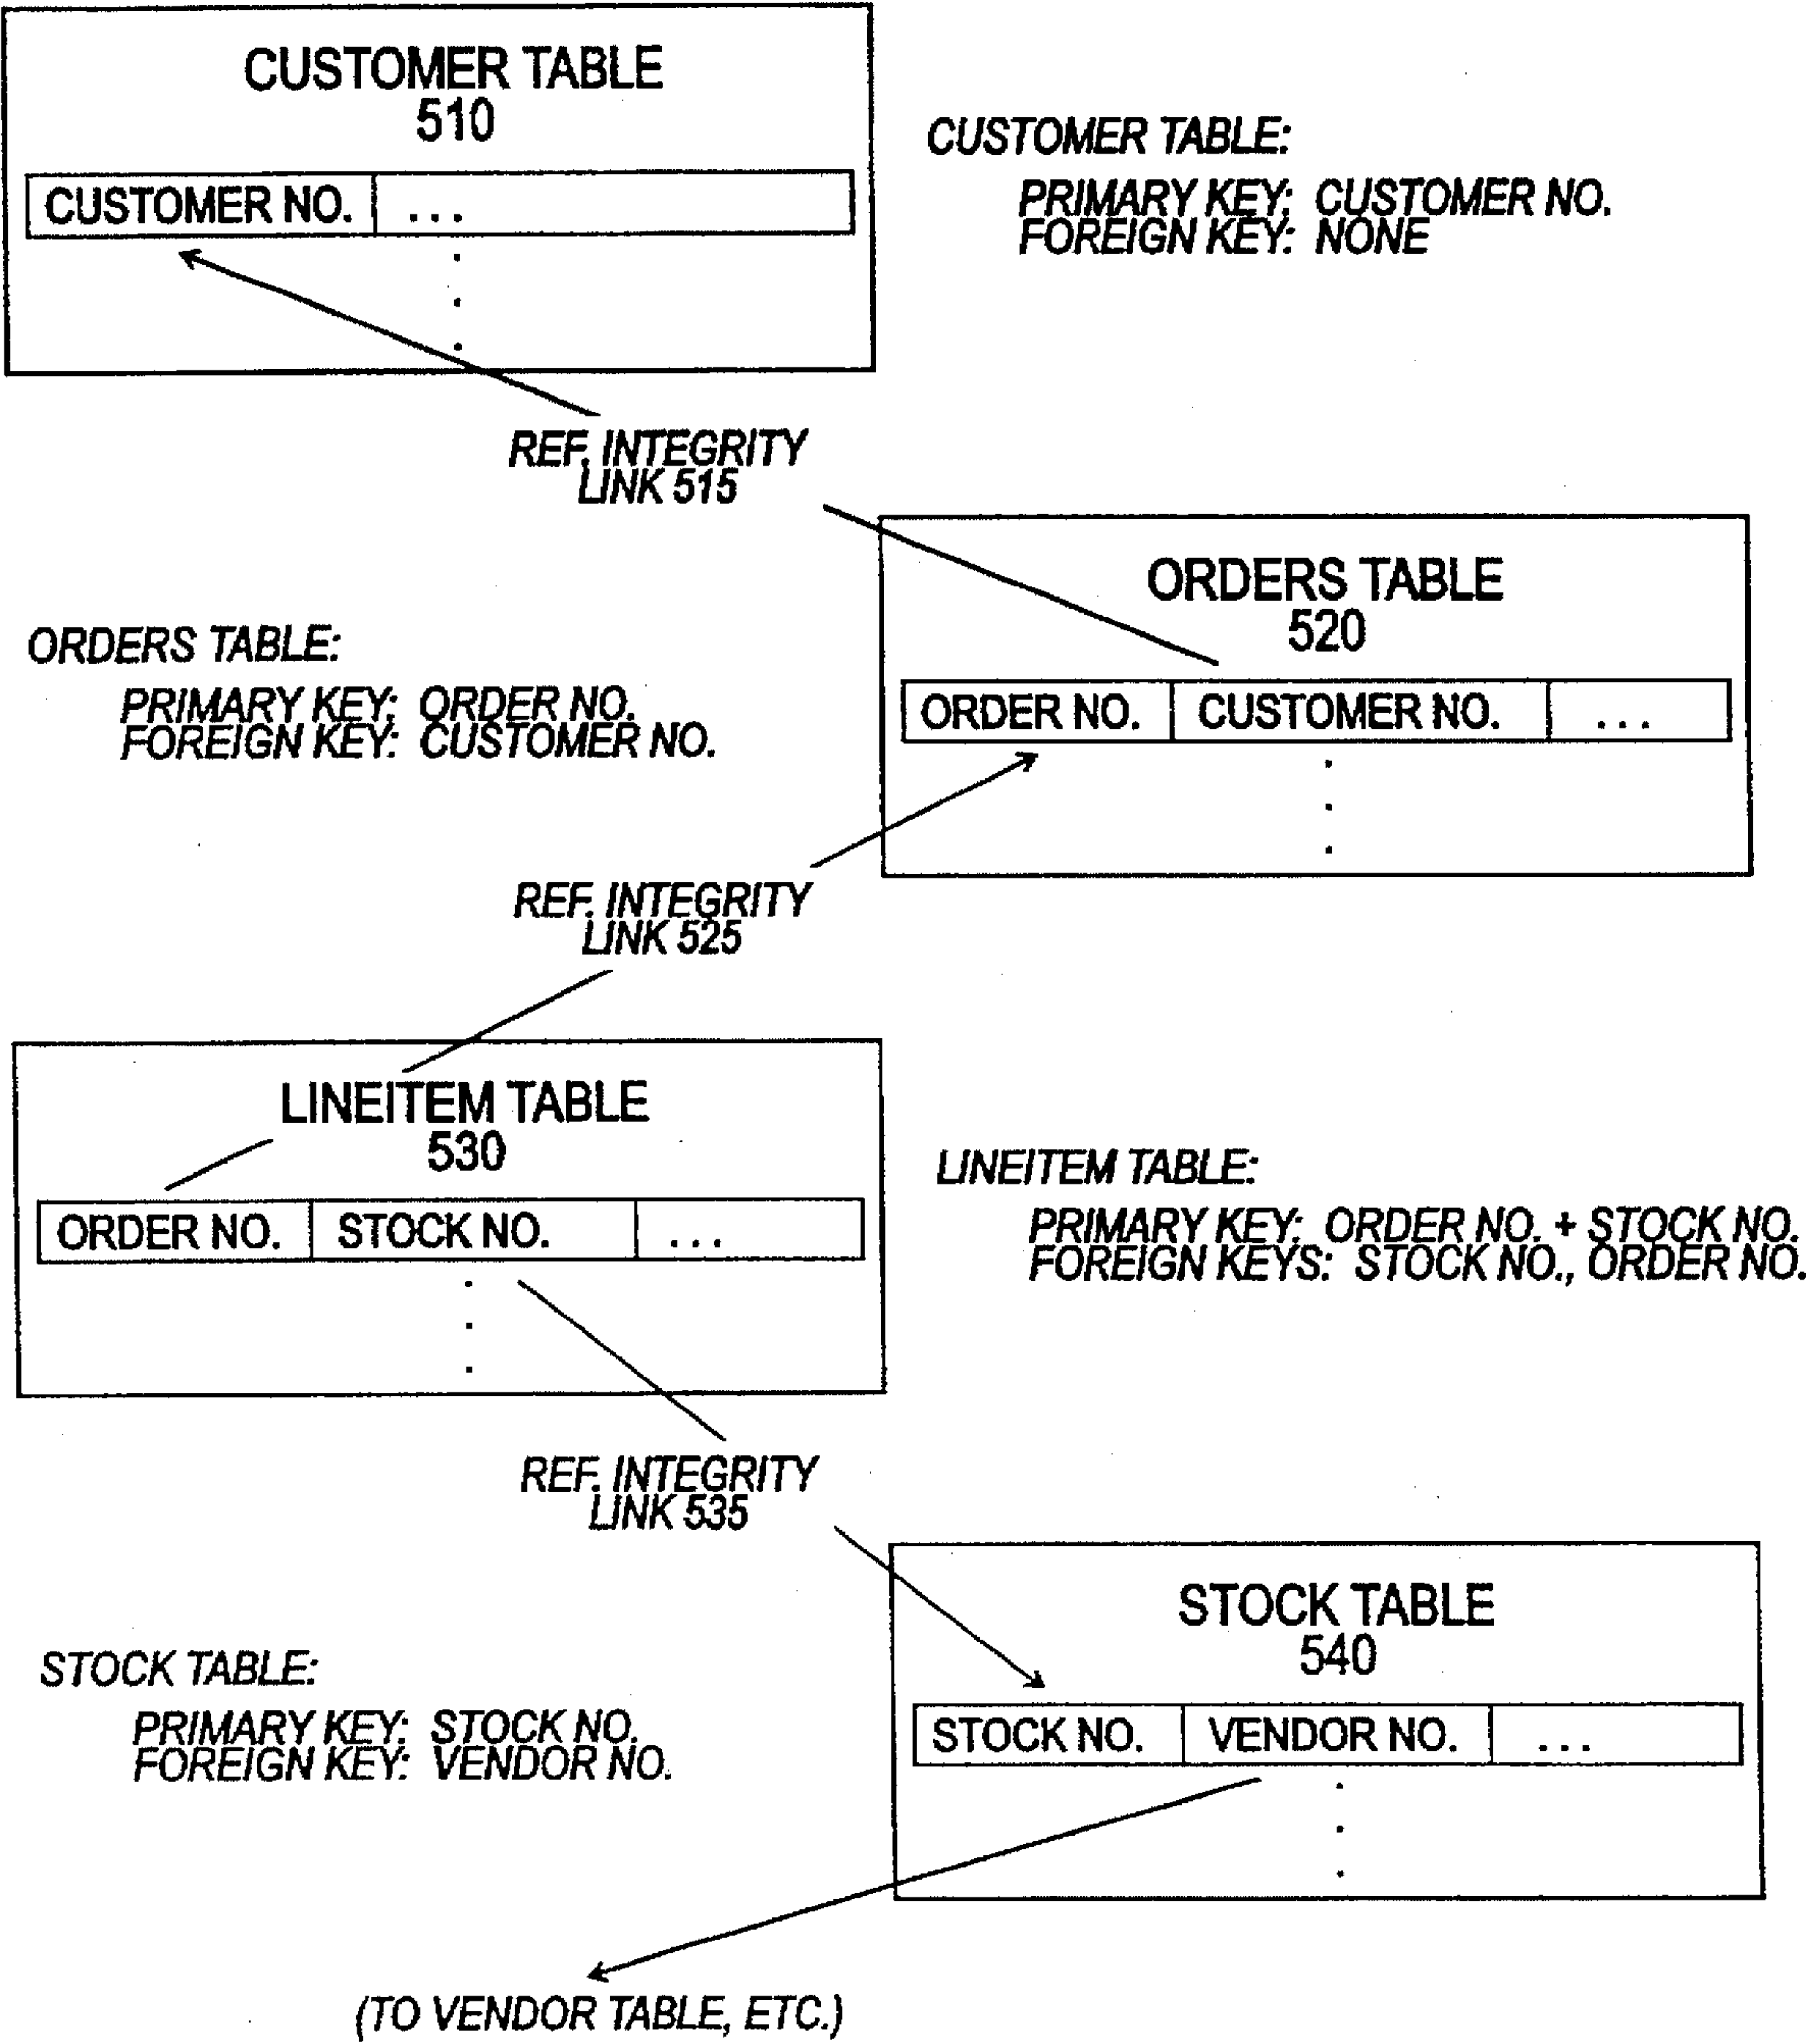 CUSTOMER TABLE
510
CUSTOMER NO. ...
CUSTOMER TABLE:
PRIMARY KEY: CUSTOMER NO.
FOREIGN KEY: NONE
REF. INTEGRITY
LINK 515
ORDERS TABLE
520
ORDER NO. CUSTOMER NO. ...
ORDERS TABLE:
PRIMARY KEY: ORDER NO.
FOREIGN KEY: CUSTOMER NO.
REF. INTEGRITY
LINK 525
LINEITEM TABLE
530
ORDER NO. STOCK NO. ...
LINEITEM TABLE:
PRIMARY KEY: ORDER NO. + STOCK NO.
FOREIGN KEYS: STOCK NO., ORDER NO.
REF. INTEGRITY
LINK 535
STOCK TABLE
540
STOCK NO. VENDOR NO. ...
STOCK TABLE:
PRIMARY KEY: STOCK NO.
FOREIGN KEY: VENDOR NO.
(TO VENDOR TABLE, ETC.)